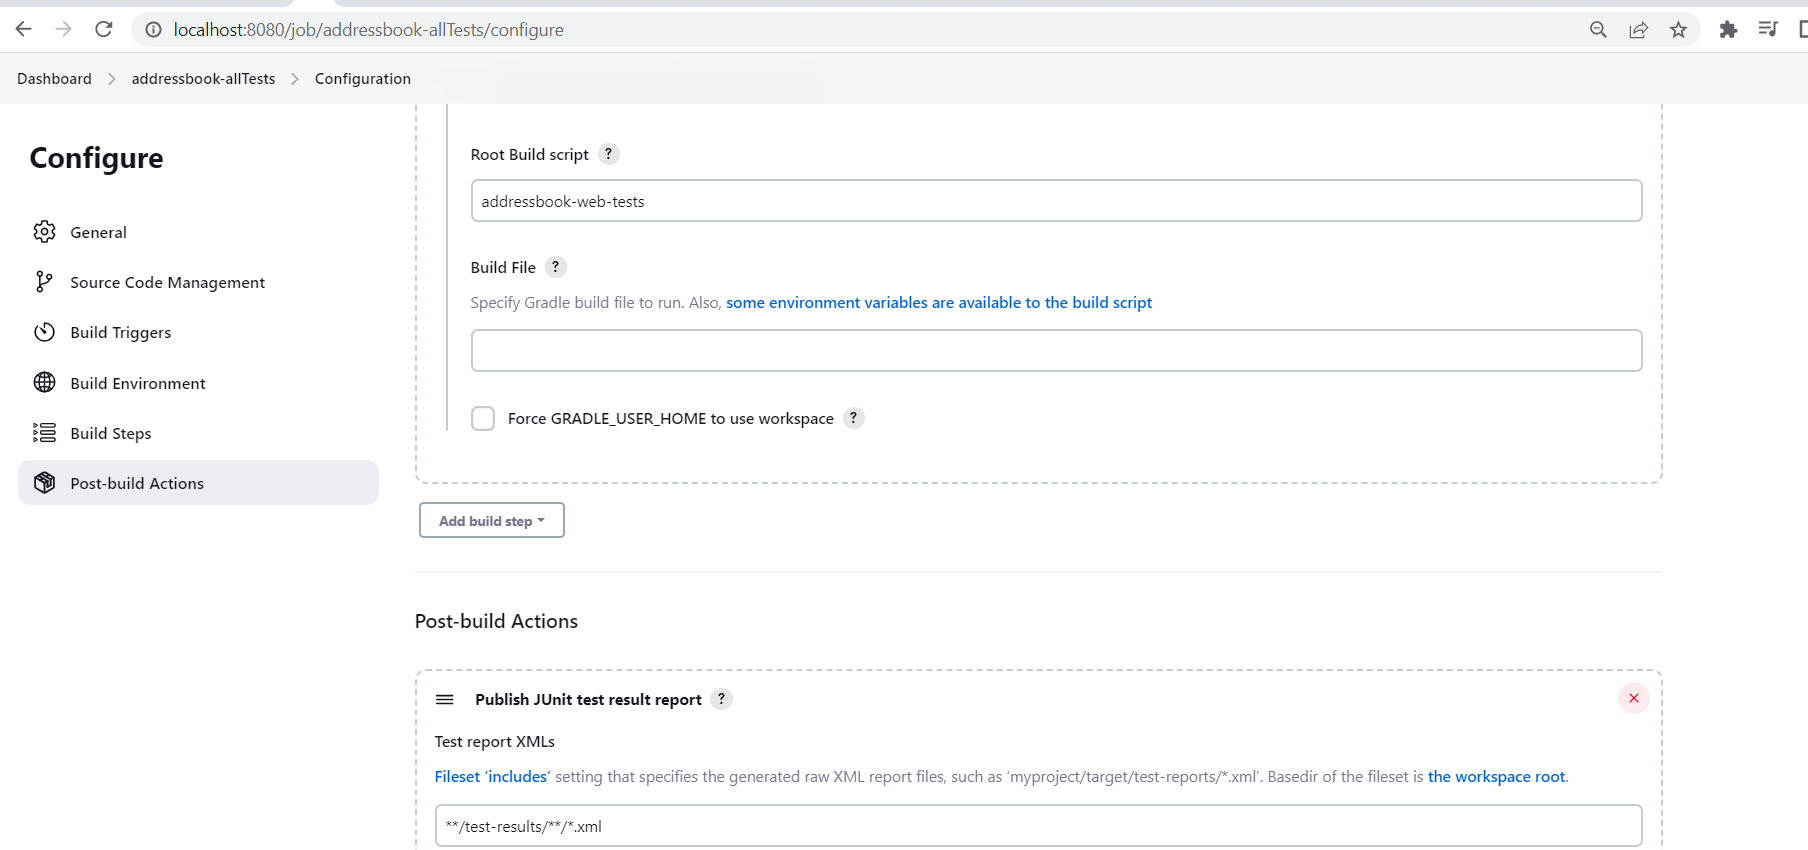 localhost:8080/job/addressbook-allTests/configure
Dashboard > addressbook-allTests > Configuration
Configure
General
Source Code Management
Build Triggers
Build Environment
Build Steps
Post-build Actions
Root Build script ?
addressbook-web-tests
Build File ?
Specify Gradle build file to run. Also, some environment variables are available to the build script
Force GRADLE_USER_HOME to use workspace ?
Add build step
Post-build Actions
Publish JUnit test result report ?
Test report XMLs
Fileset ‘includes’ setting that specifies the generated raw XML report files, such as ‘myproject/target/test-reports/*.xml’. Basedir of the fileset is the workspace root.
**/test-results/**/*.xml